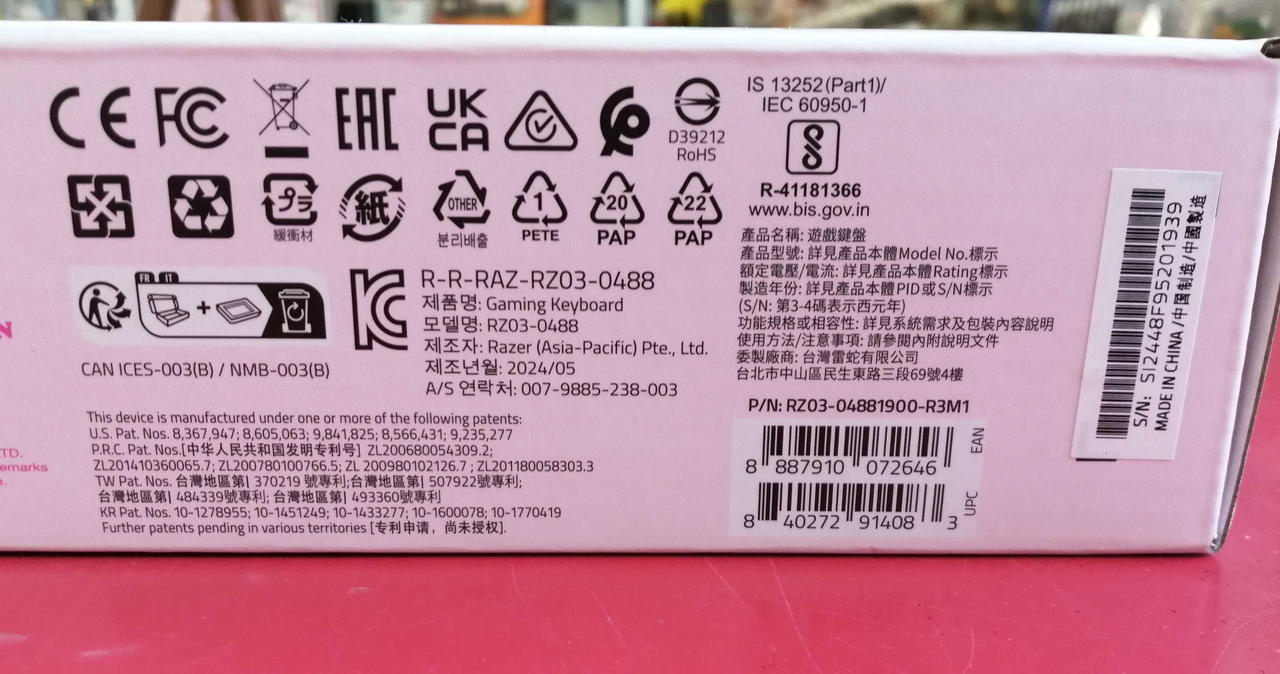 CE FC EAC UK CA
D39212
RoHS
プラ
緩衝材
紙
OTHER
분리배출
1
PETE
20
PAP
22
PAP
FR IT
CAN ICES-003(B) / NMB-003(B)
KC
R-R-RAZ-RZ03-0488
제품명: Gaming Keyboard
모델명: RZ03-0488
제조자: Razer (Asia-Pacific) Pte., Ltd.
제조년월: 2024/05
A/S 연락처: 007-9885-238-003
IS 13252(Part1)/
IEC 60950-1
R-41181366
www.bis.gov.in
產品名稱: 遊戲鍵盤
產品型號: 詳見產品本體Model No.標示
額定電壓/電流: 詳見產品本體Rating標示
製造年份: 詳見產品本體PID或S/N標示
(S/N: 第3-4碼表示西元年)
功能規格或相容性: 詳見系統需求及包裝內容說明
使用方法/注意事項: 請參閱內附說明文件
委製廠商: 台灣雷蛇有限公司
台北市中山區民生東路三段69號4樓
P/N: RZ03-04881900-R3M1
8 887910 072646
EAN
8 40272 91408 3
UPC
S/N: SI2448F95201939
MADE IN CHINA/中国制造/中國製造
This device is manufactured under one or more of the following patents:
U.S. Pat. Nos. 8,367,947; 8,605,063; 9,841,825; 8,566,431; 9,235,277
P.R.C. Pat. Nos.[中华人民共和国发明专利号] ZL200680054309.2;
ZL201410360065.7; ZL200780100766.5; ZL 200980102126.7 ; ZL201180058303.3
TW Pat. Nos. 台灣地區第| 370219 號專利;台灣地區第| 507922號專利;
台灣地區第| 484339號專利; 台灣地區第| 493360號專利
KR Pat. Nos. 10-1278955; 10-1451249; 10-1433277; 10-1600078; 10-1770419
Further patents pending in various territories [专利申请，尚未授权].
N
TD.
emarks